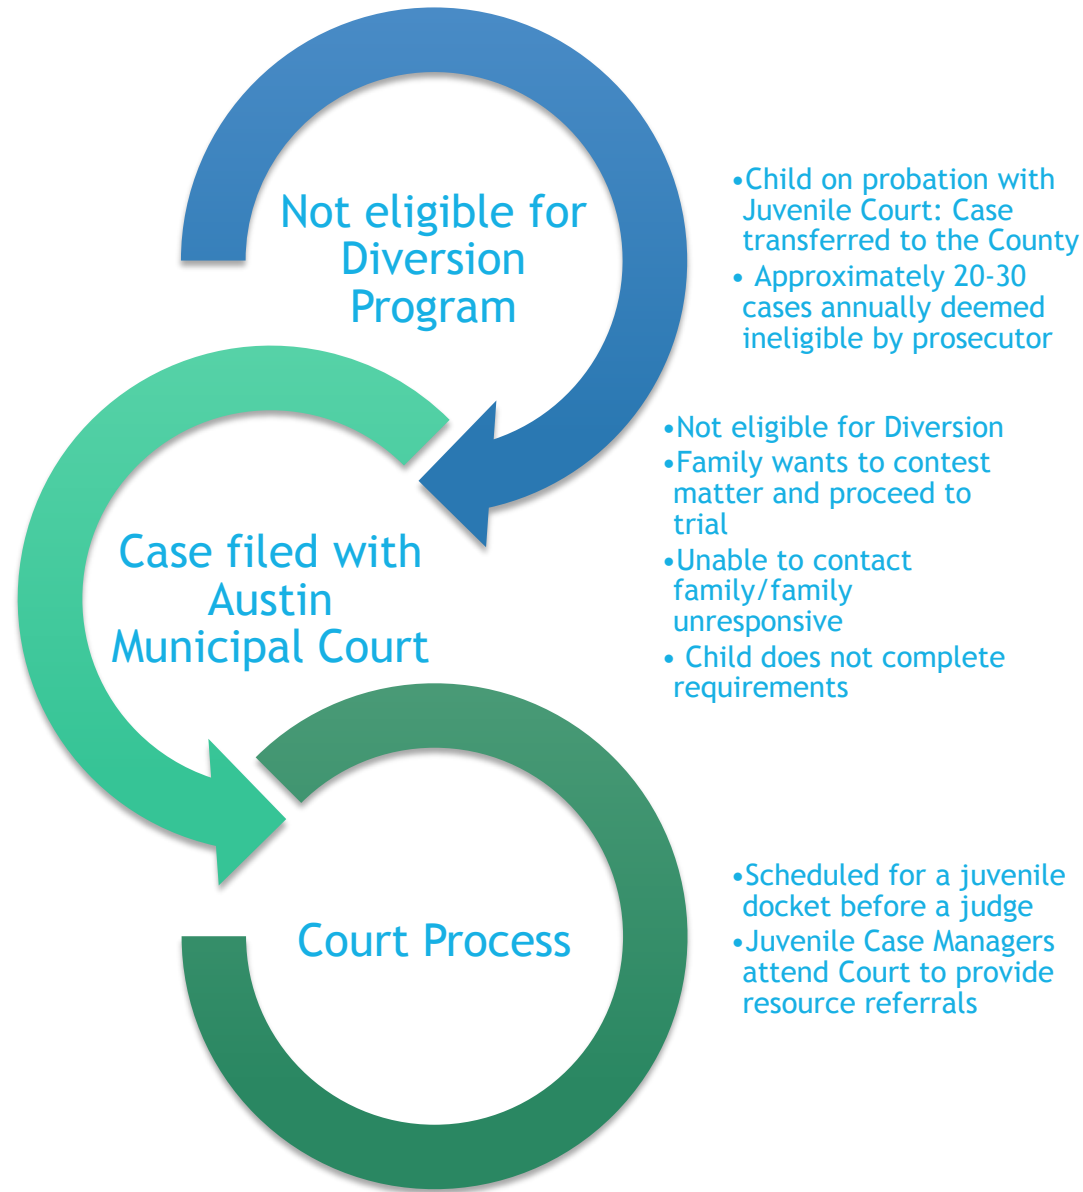 Not eligible for
Diversion
Program
•Child on probation with
Juvenile Court: Case
transferred to the County
• Approximately 20-30
cases annually deemed
ineligible by prosecutor
Case filed with
Austin
Municipal Court
•Not eligible for Diversion
•Family wants to contest
matter and proceed to
trial
•Unable to contact
family/family
unresponsive
• Child does not complete
requirements
Court Process
•Scheduled for a juvenile
docket before a judge
•Juvenile Case Managers
attend Court to provide
resource referrals